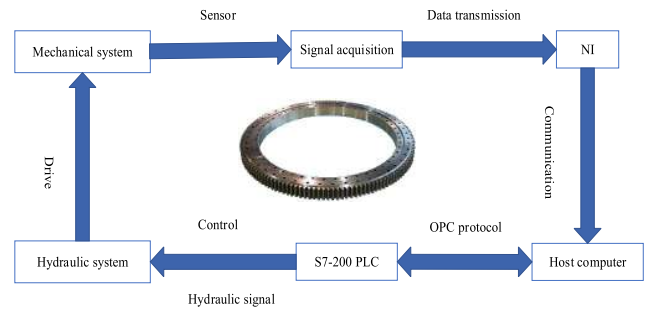 Sensor
Data transmission
Mechanical system
Signal acquisition
NI
Drive
Communication
Control
OPC protocol
Hydraulic system
S7-200 PLC
Host computer
Hydraulic signal